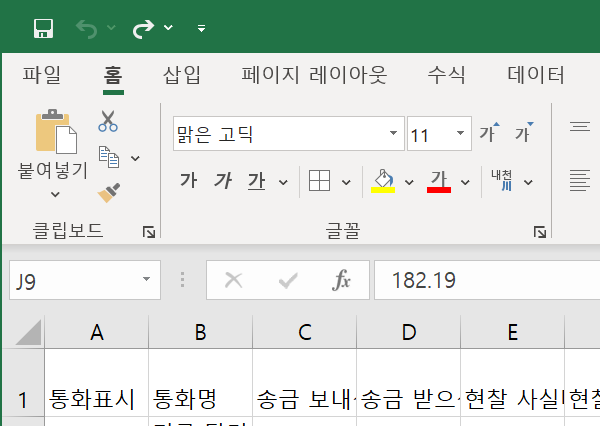 파일 홈 삽입 페이지 레이아웃 수식 데이터
맑은 고딕 11 가 가
붙여넣기 가 가 가 가 내천 川
클립보드 글꼴
J9 fx 182.19
A B C D E
1 통화표시 통화명 송금 보내 송금 받으 현찰 사실